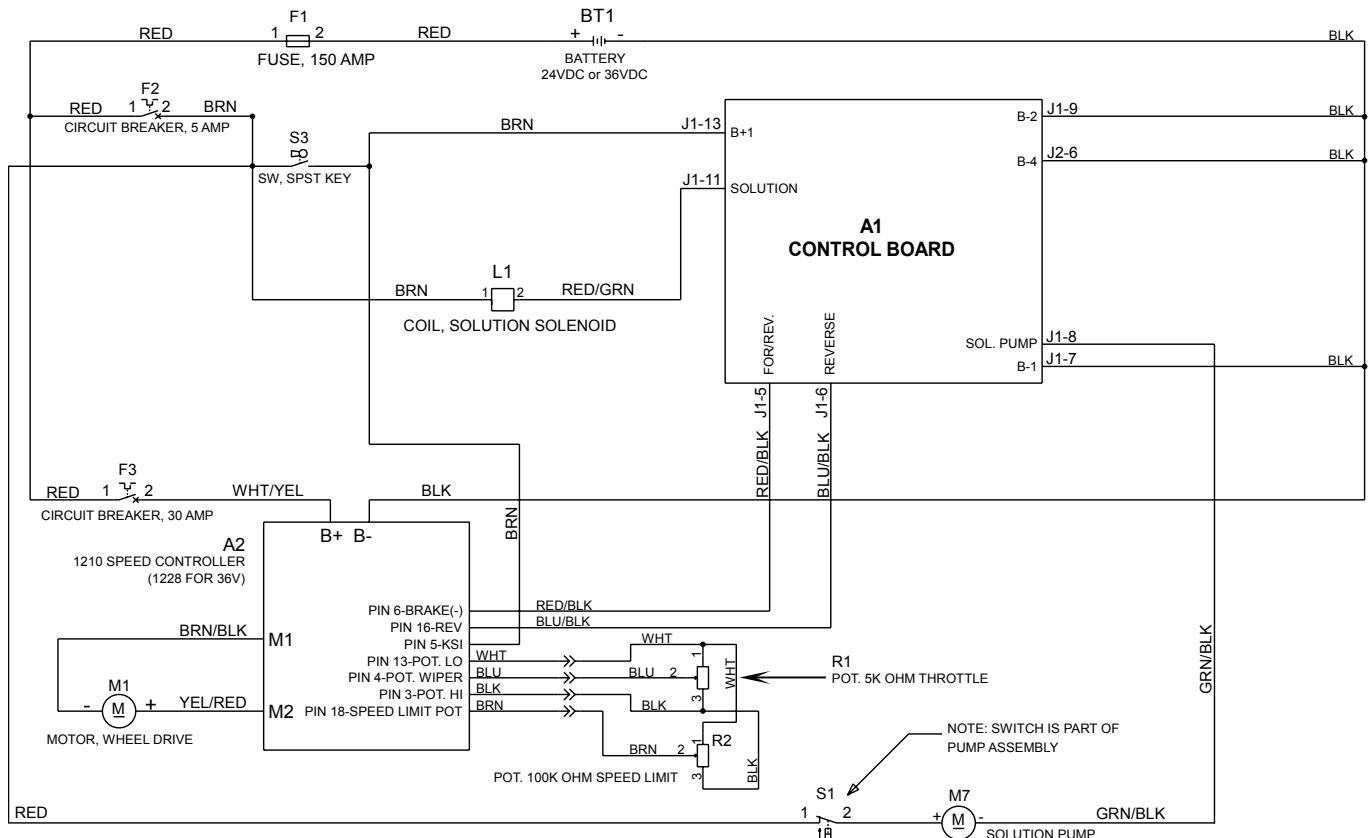 F1
BT1
RED
1
2
RED
+
-
BLK
FUSE, 150 AMP
BATTERY
24VDC or 36VDC
F2
RED
1
2
BRN
CIRCUIT BREAKER, 5 AMP
S3
SW, SPST KEY
BRN
J1-13
B+1
B-2
J1-9
BLK
B-4
J2-6
BLK
J1-11
SOLUTION
A1
CONTROL BOARD
L1
BRN
1
2
RED/GRN
COIL, SOLUTION SOLENOID
FOR/REV.
REVERSE
SOL. PUMP
J1-8
B-1
J1-7
BLK
J1-5
J1-6
RED/BLK
BLU/BLK
F3
RED
1
2
WHT/YEL
BLK
CIRCUIT BREAKER, 30 AMP
B+
B-
BRN
A2
1210 SPEED CONTROLLER
(1228 FOR 36V)
PIN 6-BRAKE(-)
RED/BLK
PIN 16-REV
BLU/BLK
BRN/BLK
M1
PIN 5-KSI
WHT
PIN 13-POT. LO
WHT
1
R1
PIN 4-POT. WIPER
BLU
BLU
2
WHT
POT. 5K OHM THROTTLE
GRN/BLK
M1
PIN 3-POT. HI
BLK
3
-
M
+
YEL/RED
M2
PIN 18-SPEED LIMIT POT
BRN
BLK
MOTOR, WHEEL DRIVE
1
R2
BRN
2
3
BLK
POT. 100K OHM SPEED LIMIT
NOTE: SWITCH IS PART OF
PUMP ASSEMBLY
S1
M7
RED
1
2
+
M
-
GRN/BLK
SOLUTION PUMP